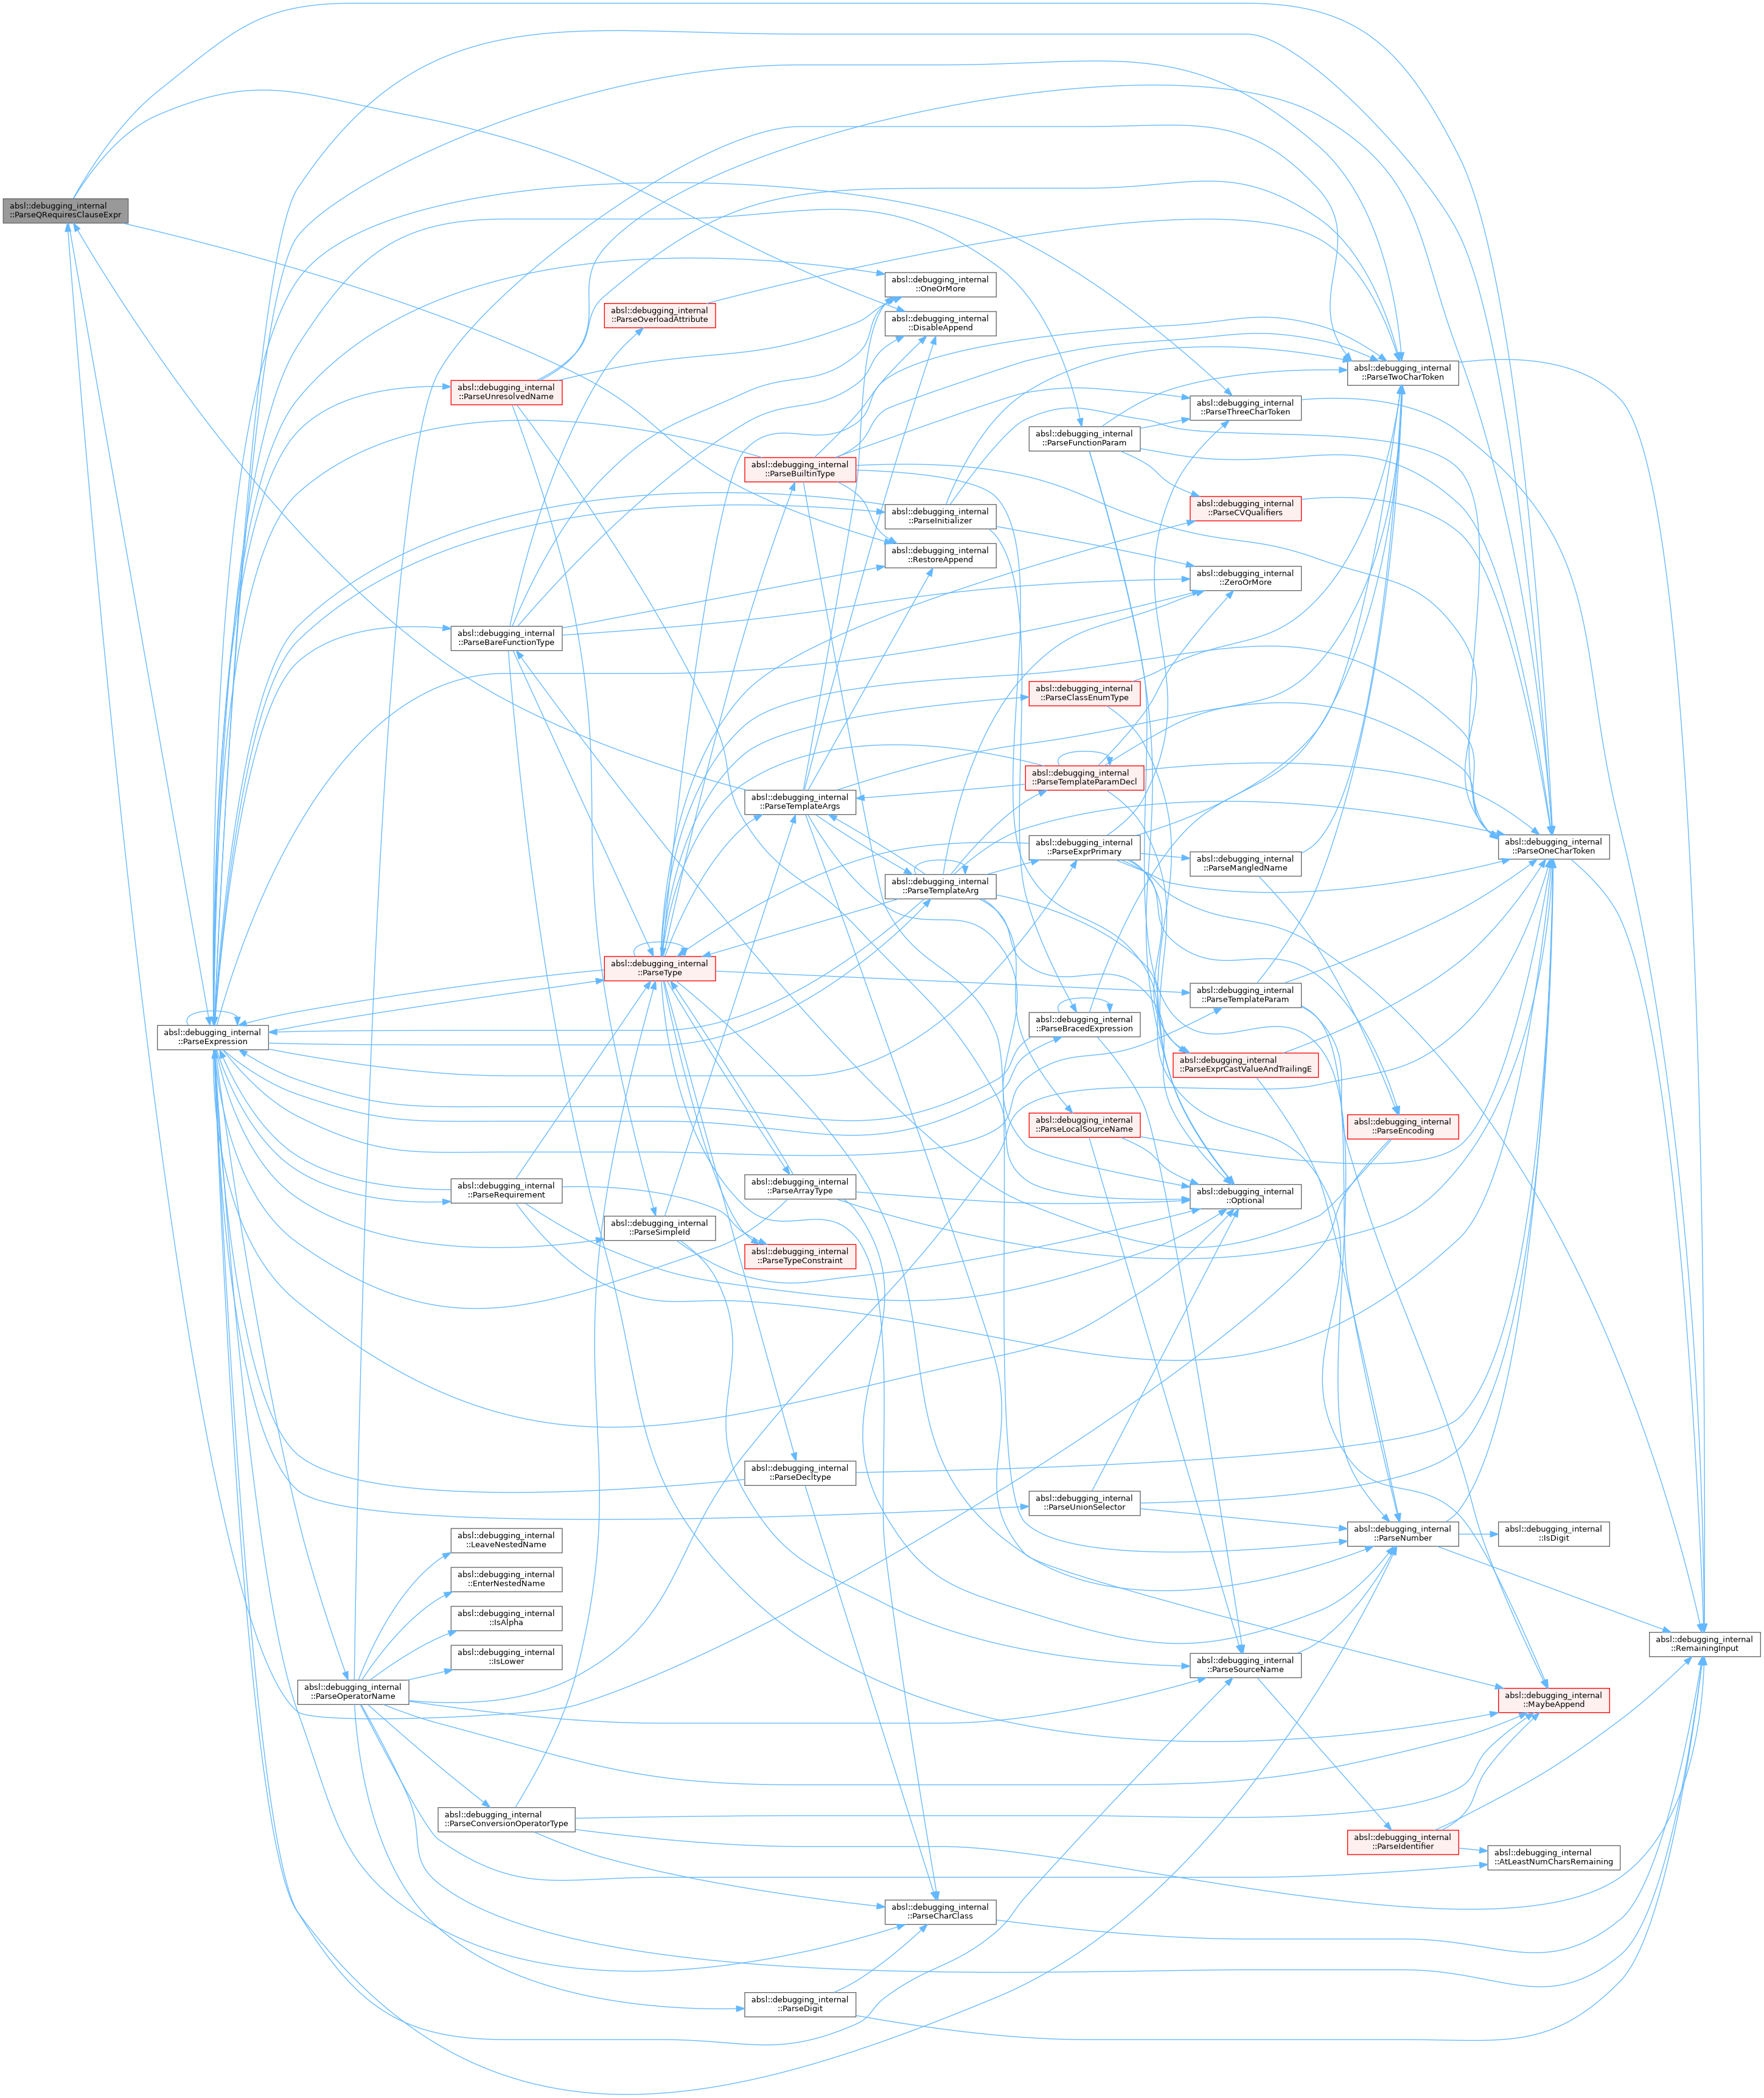 absl::debugging_internal
::ParseQRequiresClauseExpr
absl::debugging_internal
::OneOrMore
absl::debugging_internal
::ParseOverloadAttribute
absl::debugging_internal
::DisableAppend
absl::debugging_internal
::ParseTwoCharToken
absl::debugging_internal
::ParseUnresolvedName
absl::debugging_internal
::ParseThreeCharToken
absl::debugging_internal
::ParseFunctionParam
absl::debugging_internal
::ParseBuiltinType
absl::debugging_internal
::ParseCVQualifiers
absl::debugging_internal
::ParseInitializer
absl::debugging_internal
::RestoreAppend
absl::debugging_internal
::ZeroOrMore
absl::debugging_internal
::ParseBareFunctionType
absl::debugging_internal
::ParseClassEnumType
absl::debugging_internal
::ParseTemplateParamDecl
absl::debugging_internal
::ParseTemplateArgs
absl::debugging_internal
::ParseExprPrimary
absl::debugging_internal
::ParseOneCharToken
absl::debugging_internal
::ParseMangledName
absl::debugging_internal
::ParseTemplateArg
absl::debugging_internal
::ParseType
absl::debugging_internal
::ParseTemplateParam
absl::debugging_internal
::ParseExpression
absl::debugging_internal
::ParseBracedExpression
absl::debugging_internal
::ParseExprCastValueAndTrailingE
absl::debugging_internal
::ParseLocalSourceName
absl::debugging_internal
::ParseEncoding
absl::debugging_internal
::ParseRequirement
absl::debugging_internal
::ParseArrayType
absl::debugging_internal
::Optional
absl::debugging_internal
::ParseSimpleId
absl::debugging_internal
::ParseTypeConstraint
absl::debugging_internal
::ParseDecltype
absl::debugging_internal
::ParseUnionSelector
absl::debugging_internal
::ParseNumber
absl::debugging_internal
::IsDigit
absl::debugging_internal
::LeaveNestedName
absl::debugging_internal
::EnterNestedName
absl::debugging_internal
::IsAlpha
absl::debugging_internal
::IsLower
absl::debugging_internal
::RemainingInput
absl::debugging_internal
::ParseSourceName
absl::debugging_internal
::ParseOperatorName
absl::debugging_internal
::MaybeAppend
absl::debugging_internal
::ParseConversionOperatorType
absl::debugging_internal
::ParseIdentifier
absl::debugging_internal
::AtLeastNumCharsRemaining
absl::debugging_internal
::ParseCharClass
absl::debugging_internal
::ParseDigit